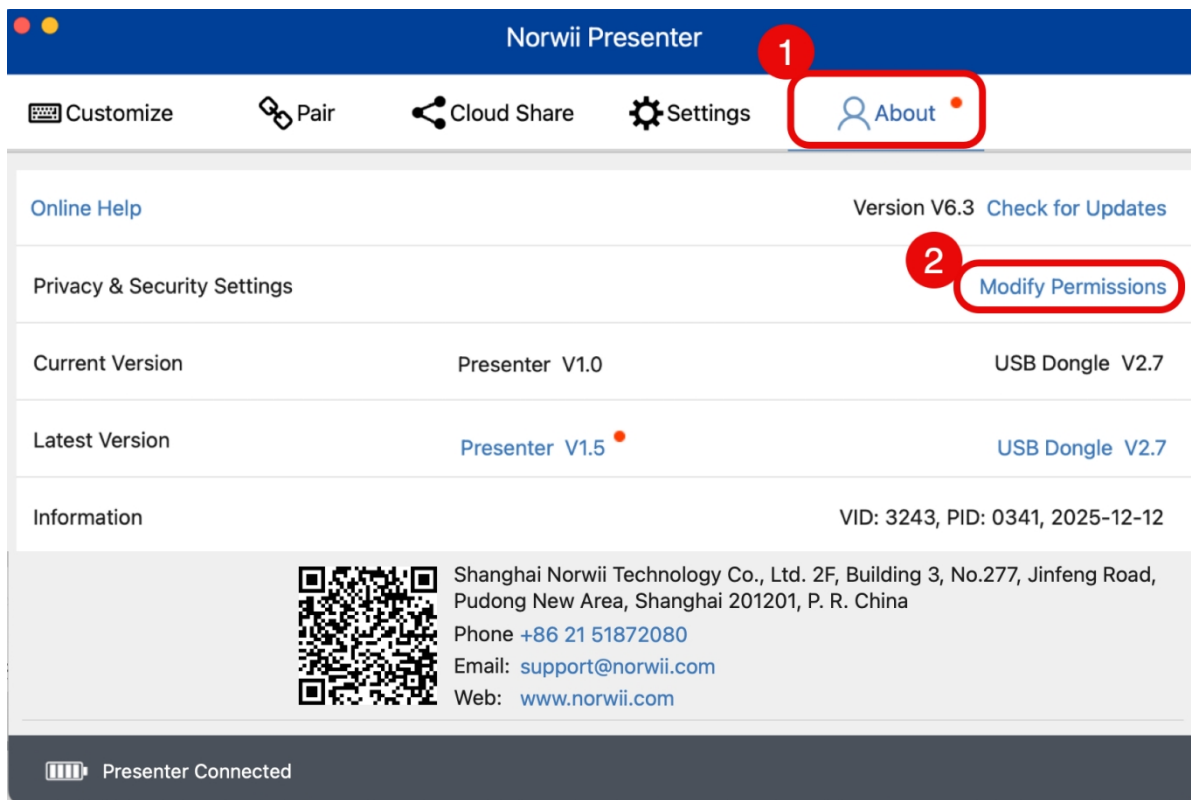 Norwii Presenter
1
Customize
Pair
Cloud Share
Settings
About
Online Help
Version V6.3 Check for Updates
2
Privacy & Security Settings
Modify Permissions
Current Version
Presenter V1.0
USB Dongle V2.7
Latest Version
Presenter V1.5
USB Dongle V2.7
Information
VID: 3243, PID: 0341, 2025-12-12
Shanghai Norwii Technology Co., Ltd. 2F, Building 3, No.277, Jinfeng Road,
Pudong New Area, Shanghai 201201, P. R. China
Phone +86 21 51872080
Email: support@norwii.com
Web: www.norwii.com
Presenter Connected